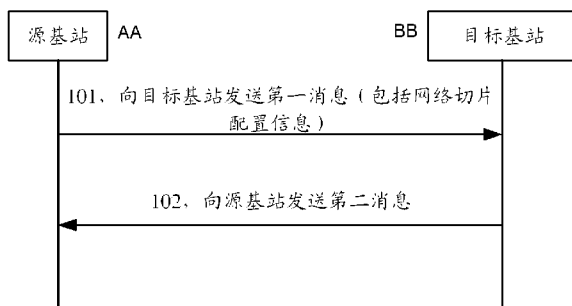 源基站 AA BB 目标基站
101、向目标基站发送第一消息（包括网络切片
配置信息）
102、向源基站发送第二消息